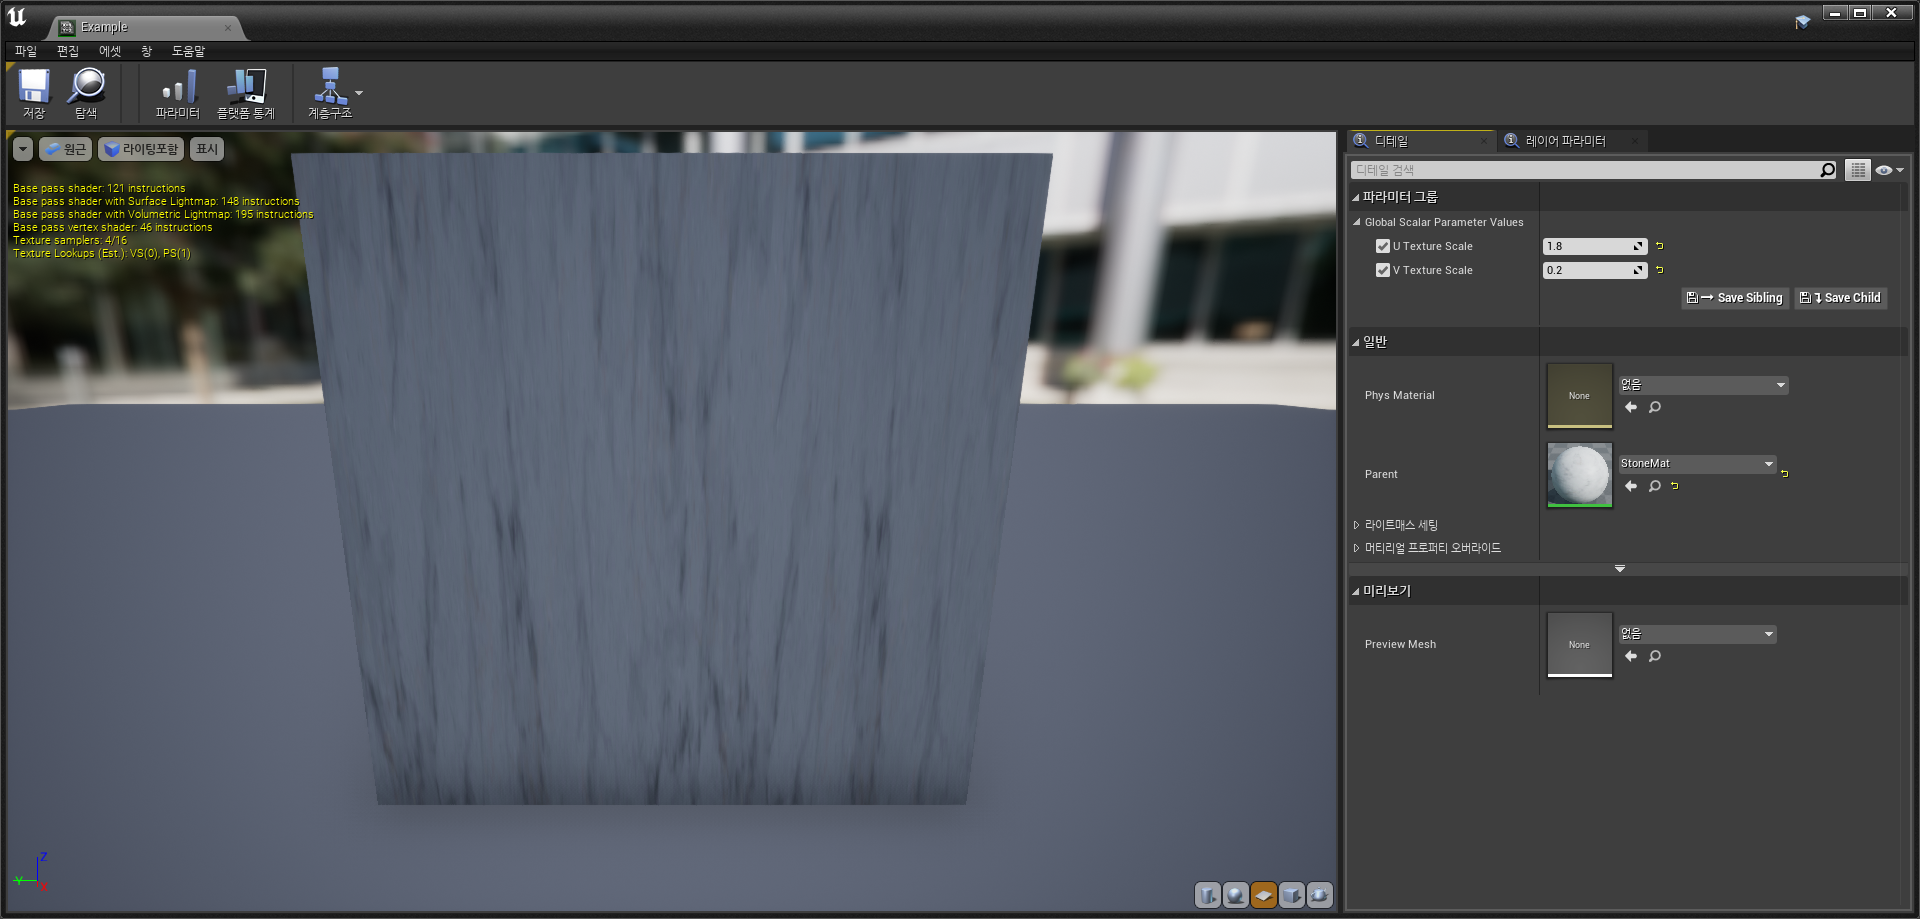 Example
파일 편집 에셋 창 도움말
저장 탐색 파라미터 플랫폼 통계 계층구조
원근 라이팅포함 표시
Base pass shader: 121 instructions
Base pass shader with Surface Lightmap: 148 instructions
Base pass shader with Volumetric Lightmap: 195 instructions
Base pass vertex shader: 46 instructions
Texture samplers: 4/16
Texture Lookups (Est.): VS(0), PS(1)
Z
Y
X
디테일 레이어 파라미터
디테일 검색
파라미터 그룹
Global Scalar Parameter Values
U Texture Scale 1.8
V Texture Scale 0.2
Save Sibling Save Child
일반
Phys Material None 없음
Parent StoneMat
라이트매스 세팅
머티리얼 프로퍼티 오버라이드
미리보기
Preview Mesh None 없음